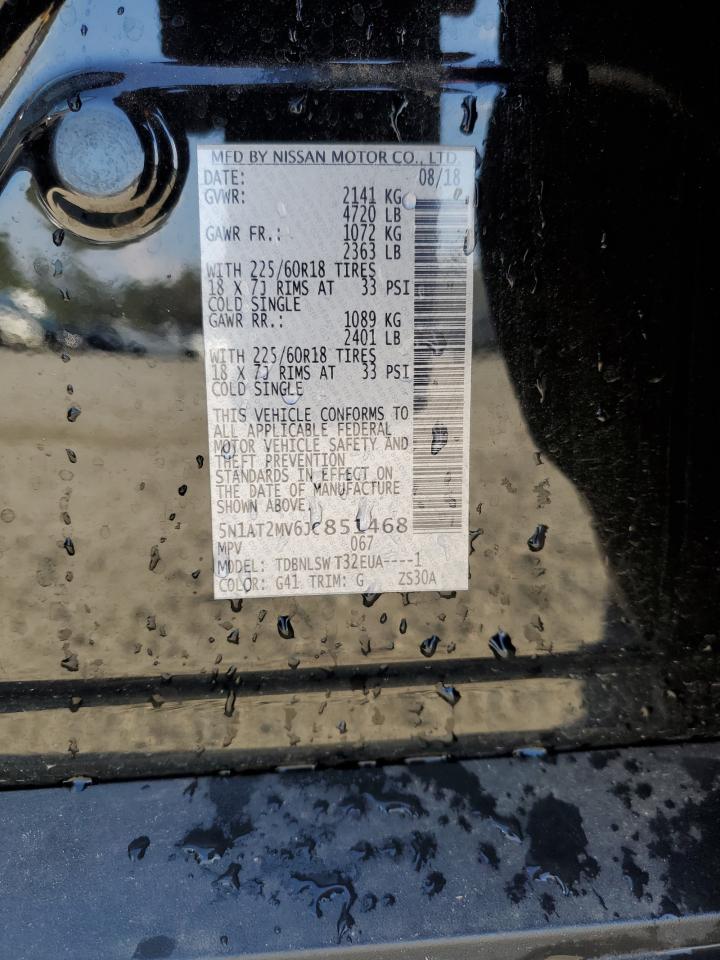 MFD BY NISSAN MOTOR CO., LTD.
DATE: 08/18
GVWR: 2141 KG
4720 LB
GAWR FR.: 1072 KG
2363 LB
WITH 225/60R18 TIRES
18 X 7J RIMS AT 33 PSI
COLD SINGLE
GAWR RR.: 1089 KG
2401 LB
WITH 225/60R18 TIRES
18 X 7J RIMS AT 33 PSI
COLD SINGLE
THIS VEHICLE CONFORMS TO
ALL APPLICABLE FEDERAL
MOTOR VEHICLE SAFETY AND
THEFT PREVENTION
STANDARDS IN EFFECT ON
THE DATE OF MANUFACTURE
SHOWN ABOVE.
5N1AT2MV6JC851468
MPV 067
MODEL: TDBNLSW T32EUA----1
COLOR: G41 TRIM: G ZS30A